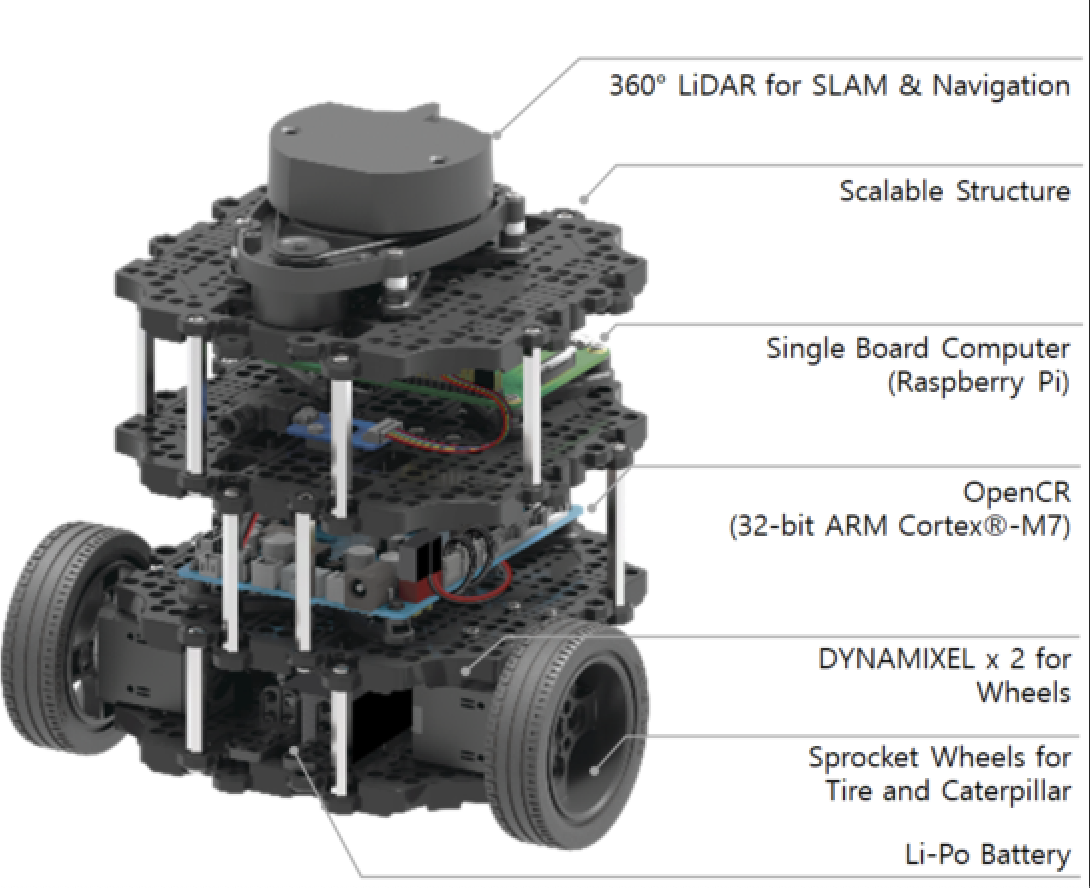 360° LiDAR for SLAM & Navigation
Scalable Structure
Single Board Computer
(Raspberry Pi)
OpenCR
(32-bit ARM Cortex®-M7)
DYNAMIXEL x 2 for
Wheels
Sprocket Wheels for
Tire and Caterpillar
Li-Po Battery